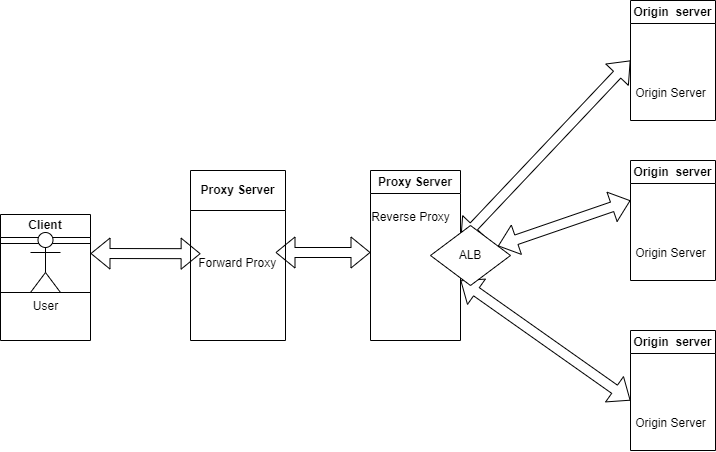 Client
User
Proxy Server
Forward Proxy
Proxy Server
Reverse Proxy
ALB
Origin  server
Origin Server
Origin  server
Origin Server
Origin  server
Origin Server